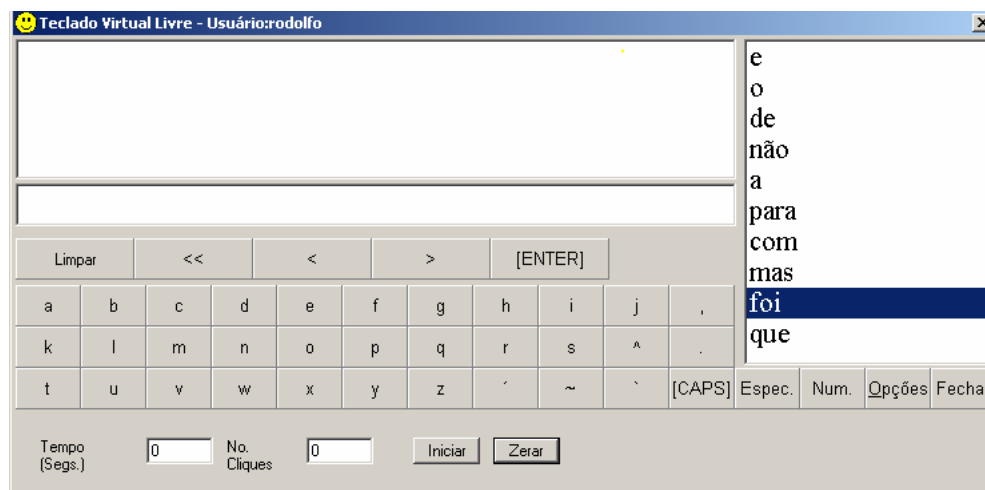 Teclado Virtual Livre - Usuário:rodolfo
e
o
de
não
a
para
com
mas
foi
que
Limpar << < > [ENTER]
a b c d e f g h i j ,
k l m n o p q r s ^ .
t u v w x y z ´ ~ ` [CAPS] Espec. Num. Opções Fecha
Tempo (Segs.) 0 No. Cliques 0 Iniciar Zerar